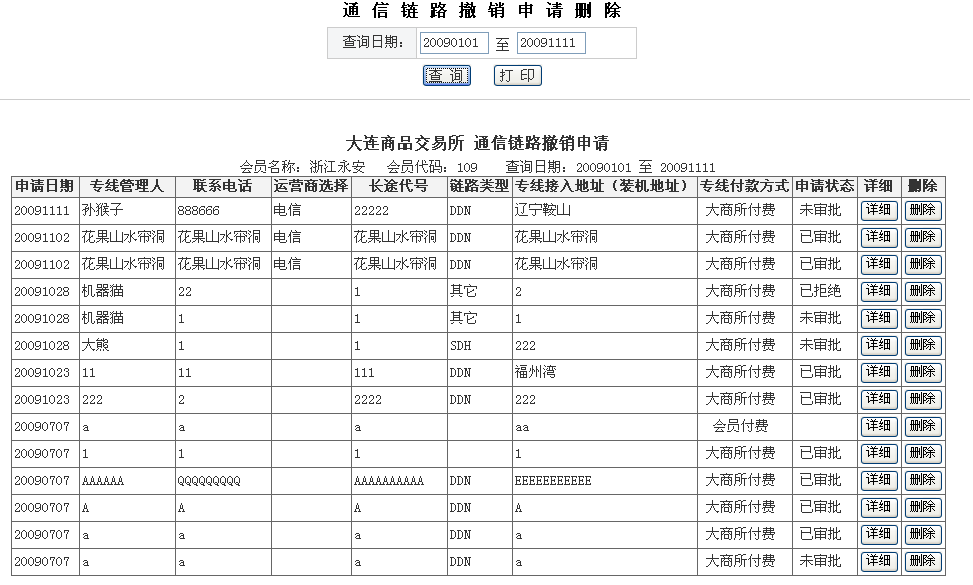 通信链路撤销申请删除
查询日期: 20090101 至 20091111
查 询 打 印
大连商品交易所 通信链路撤销申请
会员名称: 浙江永安 会员代码: 109 查询日期: 20090101 至 20091111
申请日期 专线管理人 联系电话 运营商选择 长途代号 链路类型 专线接入地址（装机地址） 专线付款方式 申请状态 详细 删除
20091111 孙猴子 888666 电信 22222 DDN 辽宁鞍山 大商所付费 未审批 详细 删除
20091102 花果山水帘洞 花果山水帘洞 电信 花果山水帘洞 DDN 花果山水帘洞 大商所付费 已审批 详细 删除
20091102 花果山水帘洞 花果山水帘洞 电信 花果山水帘洞 DDN 花果山水帘洞 大商所付费 已审批 详细 删除
20091028 机器猫 22 1 其它 2 大商所付费 已拒绝 详细 删除
20091028 机器猫 1 1 其它 1 大商所付费 未审批 详细 删除
20091028 大熊 1 1 SDH 222 大商所付费 未审批 详细 删除
20091023 11 11 111 DDN 福州湾 大商所付费 已审批 详细 删除
20091023 222 2 2222 DDN 222 大商所付费 已审批 详细 删除
20090707 a a a aa 会员付费 详细 删除
20090707 1 1 1 1 大商所付费 已审批 详细 删除
20090707 AAAAAA QQQQQQQQQ AAAAAAAAAA DDN EEEEEEEEEEE 大商所付费 已审批 详细 删除
20090707 A A A DDN A 大商所付费 已审批 详细 删除
20090707 a a a DDN a 大商所付费 已审批 详细 删除
20090707 a a a DDN a 大商所付费 未审批 详细 删除